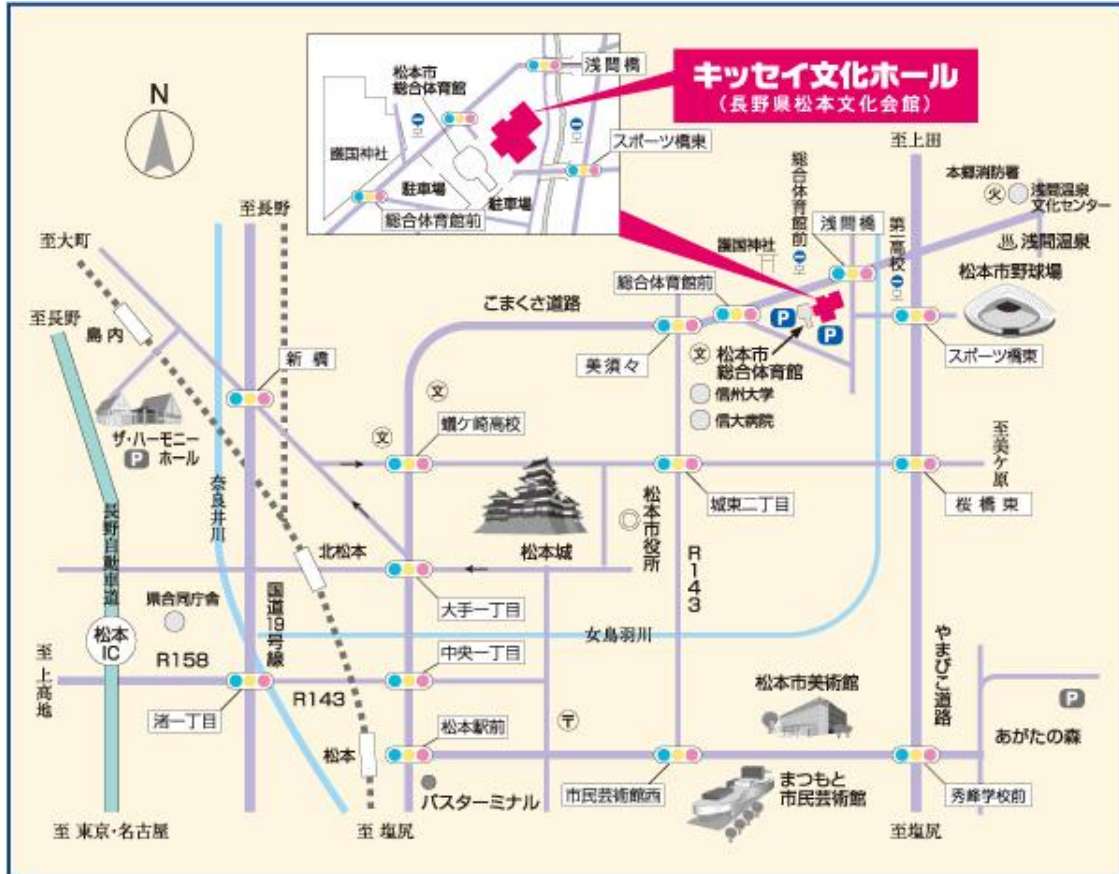 N
浅間橋
松本市
総合体育館
護国神社
駐車場
駐車場
総合体育館前
スポーツ橋東
キッセイ文化ホール
(長野県松本文化会館)
至上田
本郷消防署
火
浅間温泉
文化センター
浅間温泉
松本市野球場
スポーツ橋東
第一高校
浅間橋
総合体育館前
護国神社
総合体育館前
こまくさ道路
美須々
P
P
文
松本市
総合体育館
信州大学
信大病院
至長野
至大町
至長野
島内
新橋
ザ・ハーモニー
P ホール
長野自動車道
奈良井川
文
文
蟻ケ崎高校
松本城
松本市役所
城東二丁目
R143
桜橋東
至美ケ原
北松本
大手一丁目
県合同庁舎
国道19号線
松本
IC
R158
至上高地
渚一丁目
R143
中央一丁目
女鳥羽川
やまびこ道路
松本市美術館
P
あがたの森
松本
松本駅前
バスターミナル
〒
市民芸術館西
まつもと
市民芸術館
秀峰学校前
至 東京・名古屋
至 塩尻
至塩尻